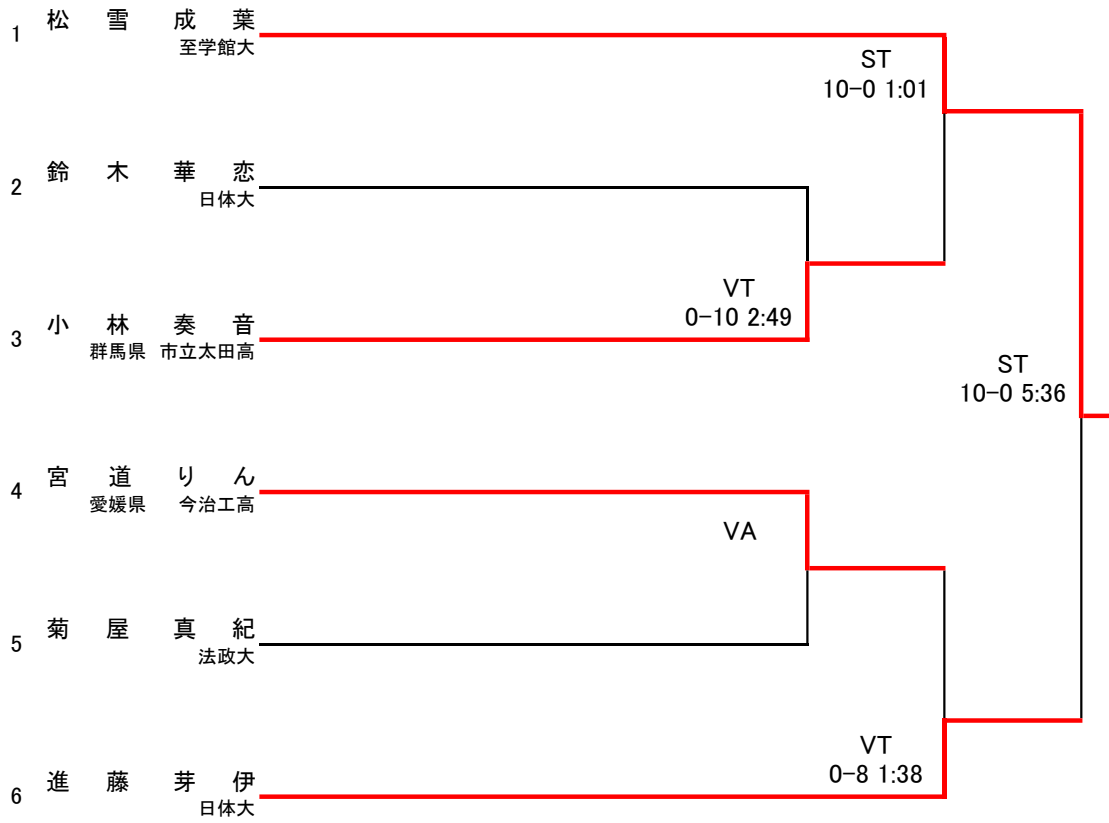 1 松雪成葉
至学館大
ST
10-0 1:01
2 鈴木華恋
日体大
VT
0-10 2:49
3 小林奏音
群馬県 市立太田高
ST
10-0 5:36
4 宮道りん
愛媛県 今治工高
VA
5 菊屋真紀
法政大
VT
0-8 1:38
6 進藤芽伊
日体大